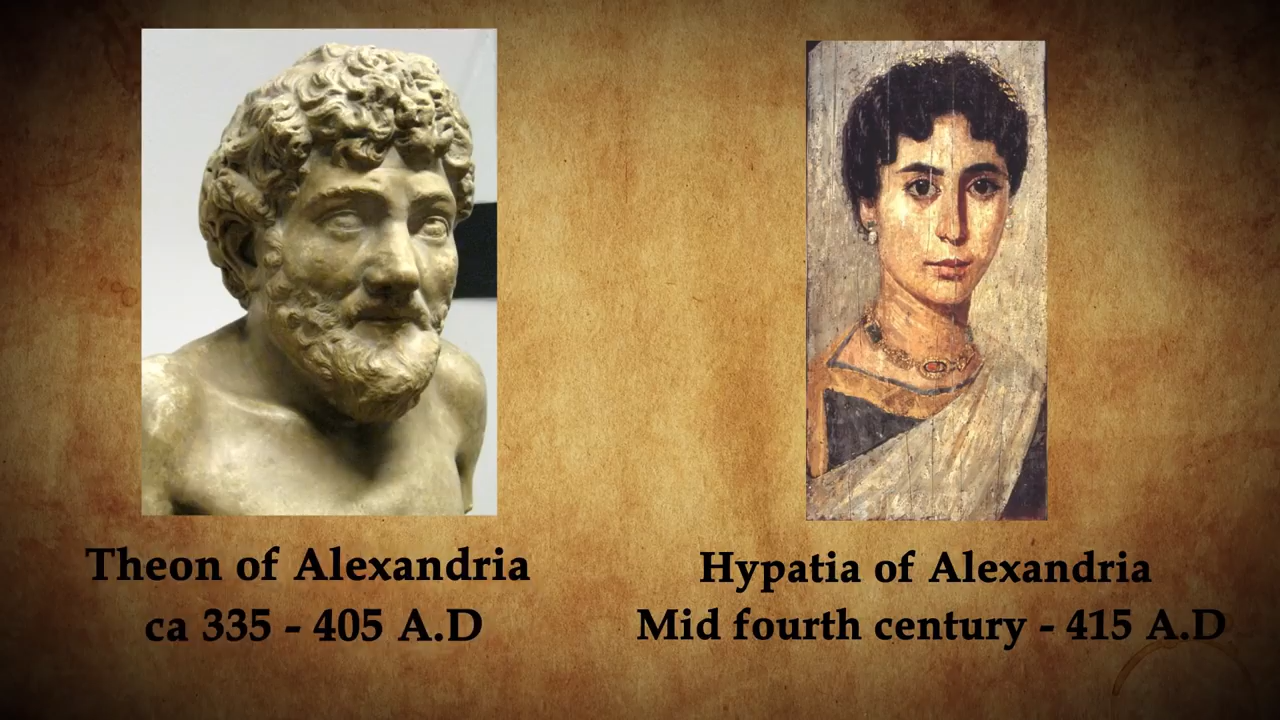 Theon of Alexandria
ca 335 - 405 A.D
Hypatia of Alexandria
Mid fourth century - 415 A.D